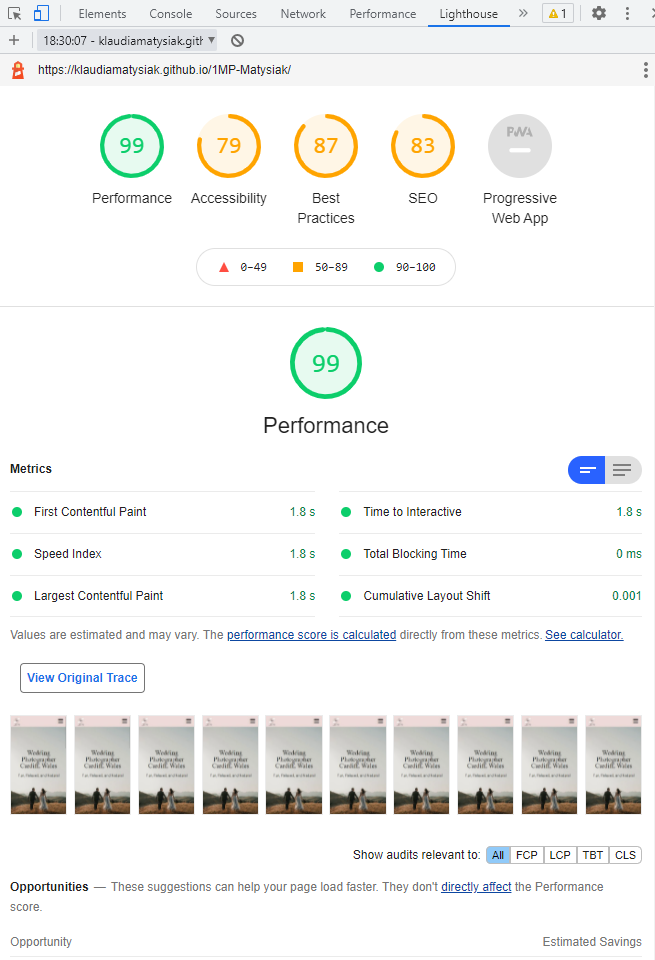 Elements Console Sources Network Performance Lighthouse » 1
18:30:07 - klaudiamatysiak.gith
https://klaudiamatysiak.github.io/1MP-Matysiak/
99 79 87 83 PWA
Performance Accessibility Best Practices SEO Progressive Web App
0–49 50–89 90–100
99
Performance
Metrics
First Contentful Paint 1.8 s Time to Interactive 1.8 s
Speed Index 1.8 s Total Blocking Time 0 ms
Largest Contentful Paint 1.8 s Cumulative Layout Shift 0.001
Values are estimated and may vary. The performance score is calculated directly from these metrics. See calculator.
View Original Trace
Wedding
Photographer
Cardiff, Wales
Show audits relevant to: All FCP LCP TBT CLS
Opportunities — These suggestions can help your page load faster. They don't directly affect the Performance
score.
Opportunity Estimated Savings